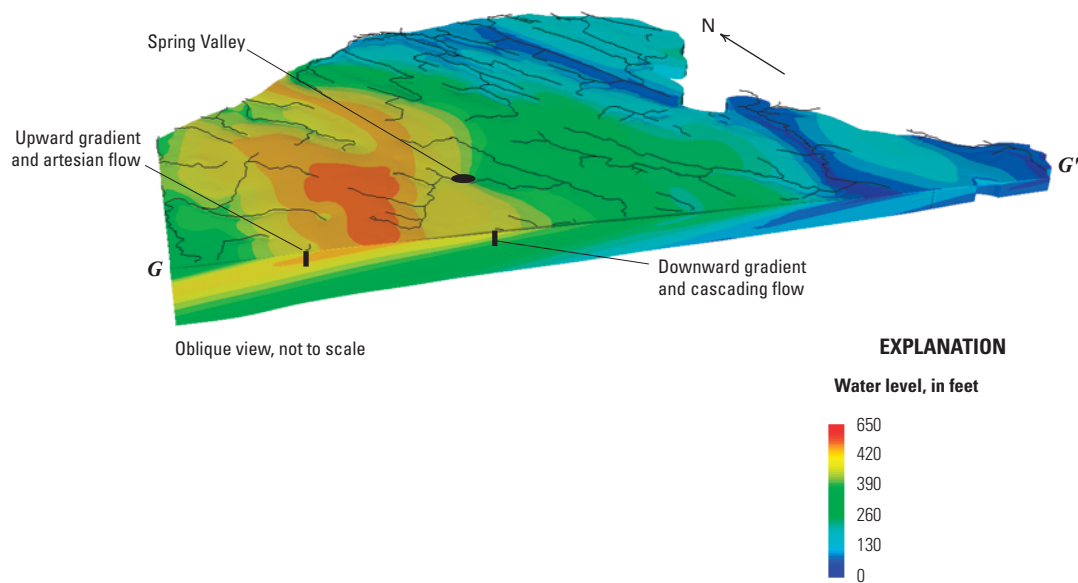 N
Spring Valley
Upward gradient
and artesian flow
G'
G
Downward gradient
and cascading flow
Oblique view, not to scale
EXPLANATION
Water level, in feet
650
420
390
260
130
0